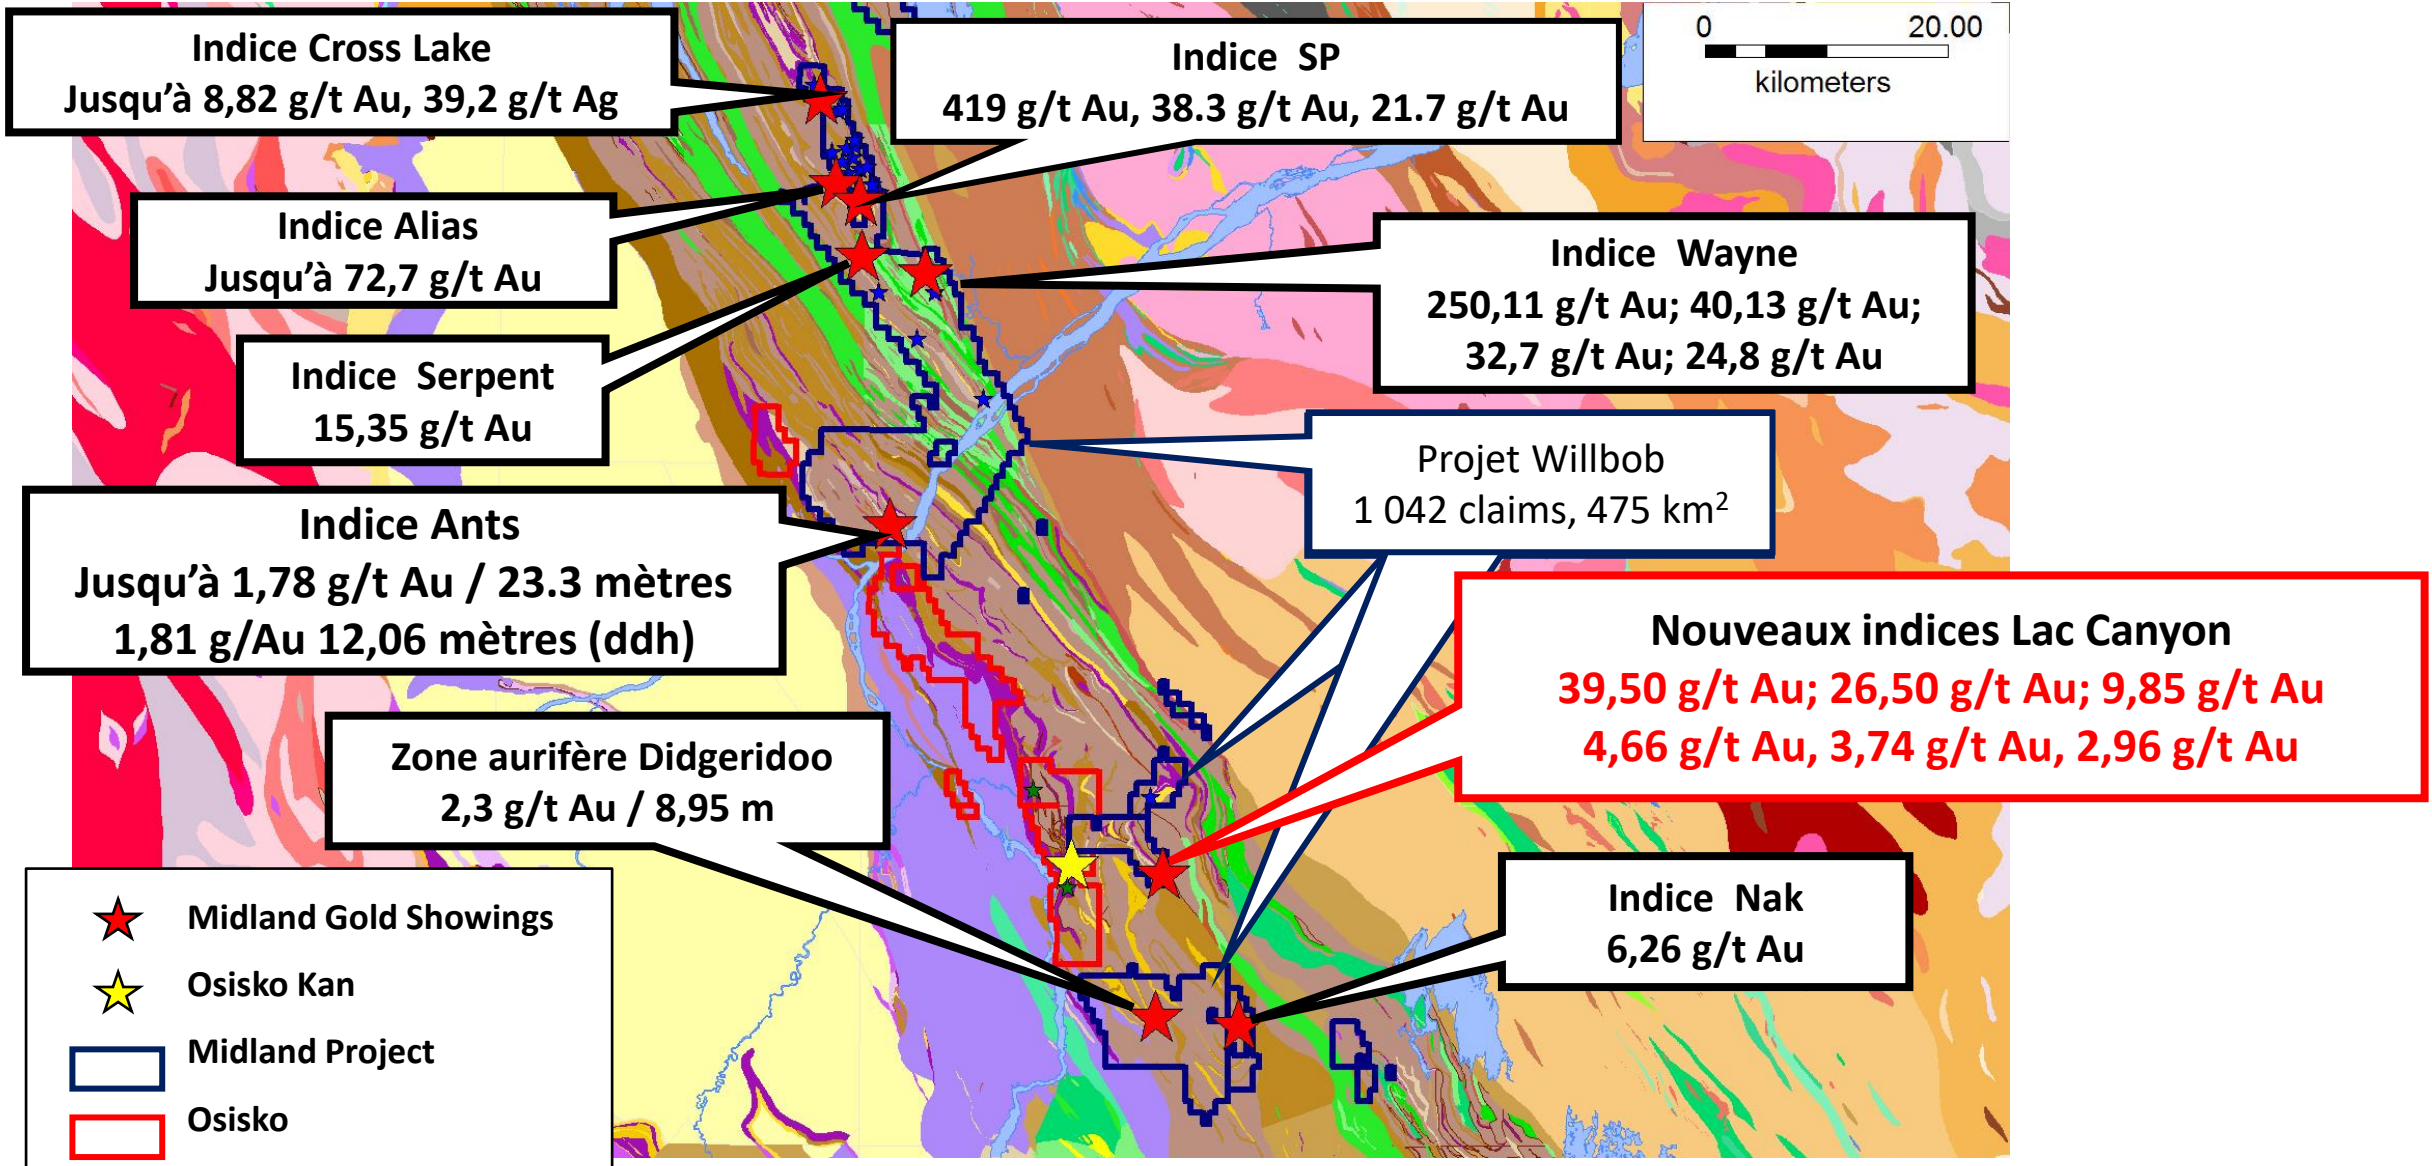 Indice Cross Lake
Jusqu’à 8,82 g/t Au, 39,2 g/t Ag
Indice SP
419 g/t Au, 38.3 g/t Au, 21.7 g/t Au
0 20.00
kilometers
Indice Alias
Jusqu’à 72,7 g/t Au
Indice Wayne
250,11 g/t Au; 40,13 g/t Au;
32,7 g/t Au; 24,8 g/t Au
Indice Serpent
15,35 g/t Au
Projet Willbob
1 042 claims, 475 km²
Indice Ants
Jusqu’à 1,78 g/t Au / 23.3 mètres
1,81 g/Au 12,06 mètres (ddh)
Nouveaux indices Lac Canyon
39,50 g/t Au; 26,50 g/t Au; 9,85 g/t Au
4,66 g/t Au, 3,74 g/t Au, 2,96 g/t Au
Zone aurifère Didgeridoo
2,3 g/t Au / 8,95 m
Indice Nak
6,26 g/t Au
Midland Gold Showings
Osisko Kan
Midland Project
Osisko